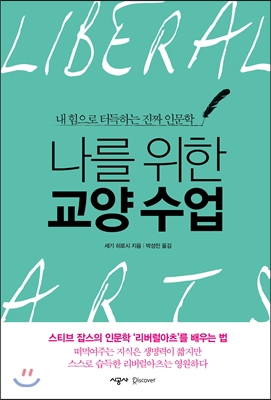 LIBERAL
내 힘으로 터득하는 진짜 인문학
나를 위한
교양 수업
세기 히로시 지음 | 박성민 옮김
ARTS
스티브 잡스의 인문학 '리버럴아츠'를 배우는 법
떠먹여주는 지식은 생명력이 짧지만
스스로 습득한 리버럴아츠는 영원하다
시공사 Discover